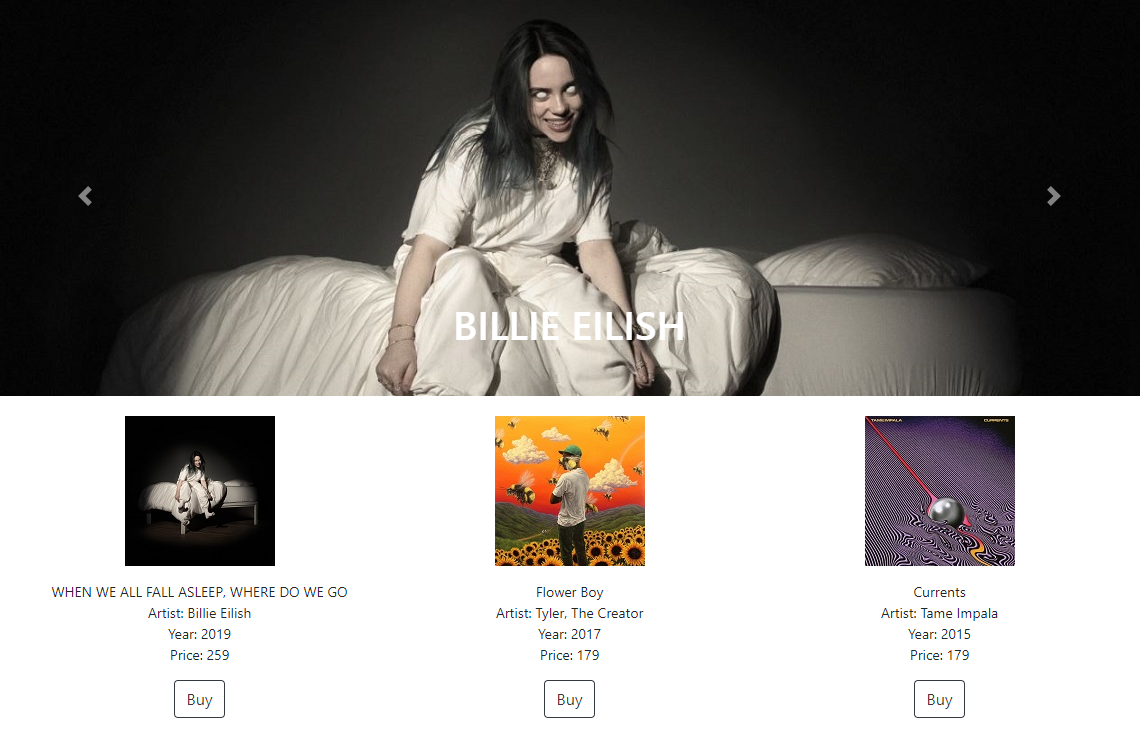 BILLIE EILISH
TAME IMPALA
CURRENTS
WHEN WE ALL FALL ASLEEP, WHERE DO WE GO
Artist: Billie Eilish
Year: 2019
Price: 259
Buy
Flower Boy
Artist: Tyler, The Creator
Year: 2017
Price: 179
Buy
Currents
Artist: Tame Impala
Year: 2015
Price: 179
Buy